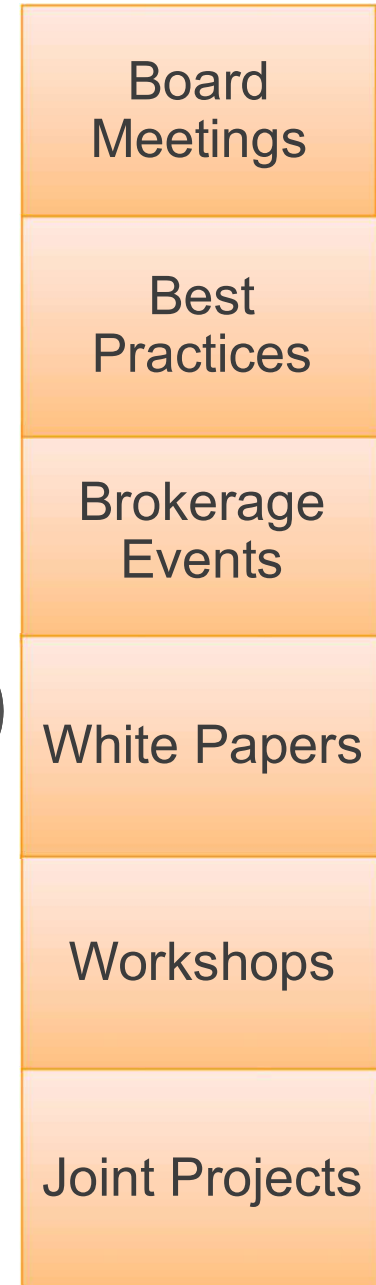 Board
Meetings
Best
Practices
Brokerage
Events
White Papers
Workshops
Joint Projects